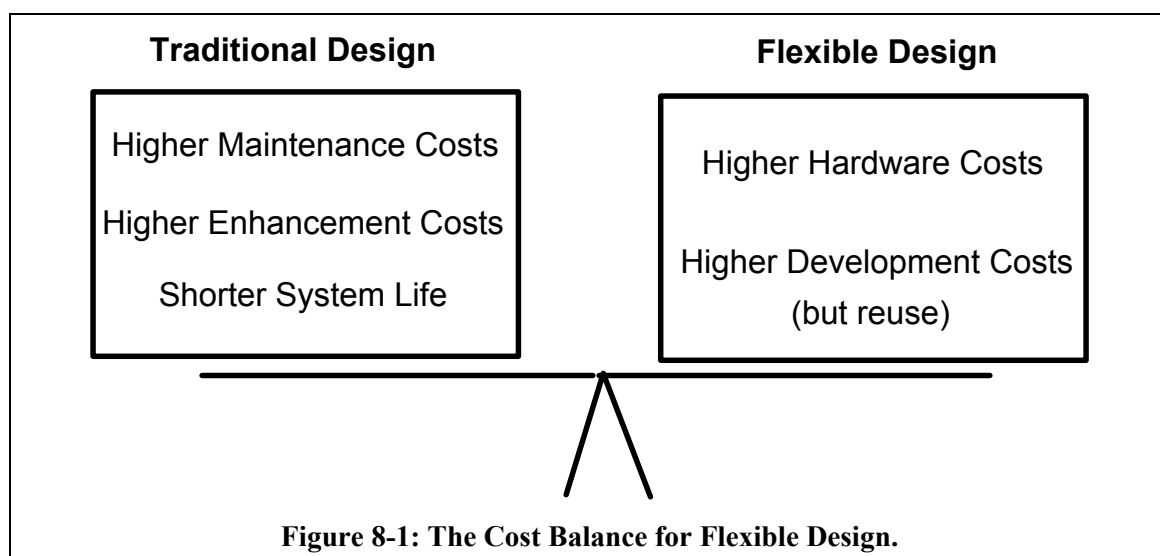 Traditional Design
Higher Maintenance Costs
Higher Enhancement Costs
Shorter System Life
Flexible Design
Higher Hardware Costs
Higher Development Costs
(but reuse)
Figure 8-1: The Cost Balance for Flexible Design.